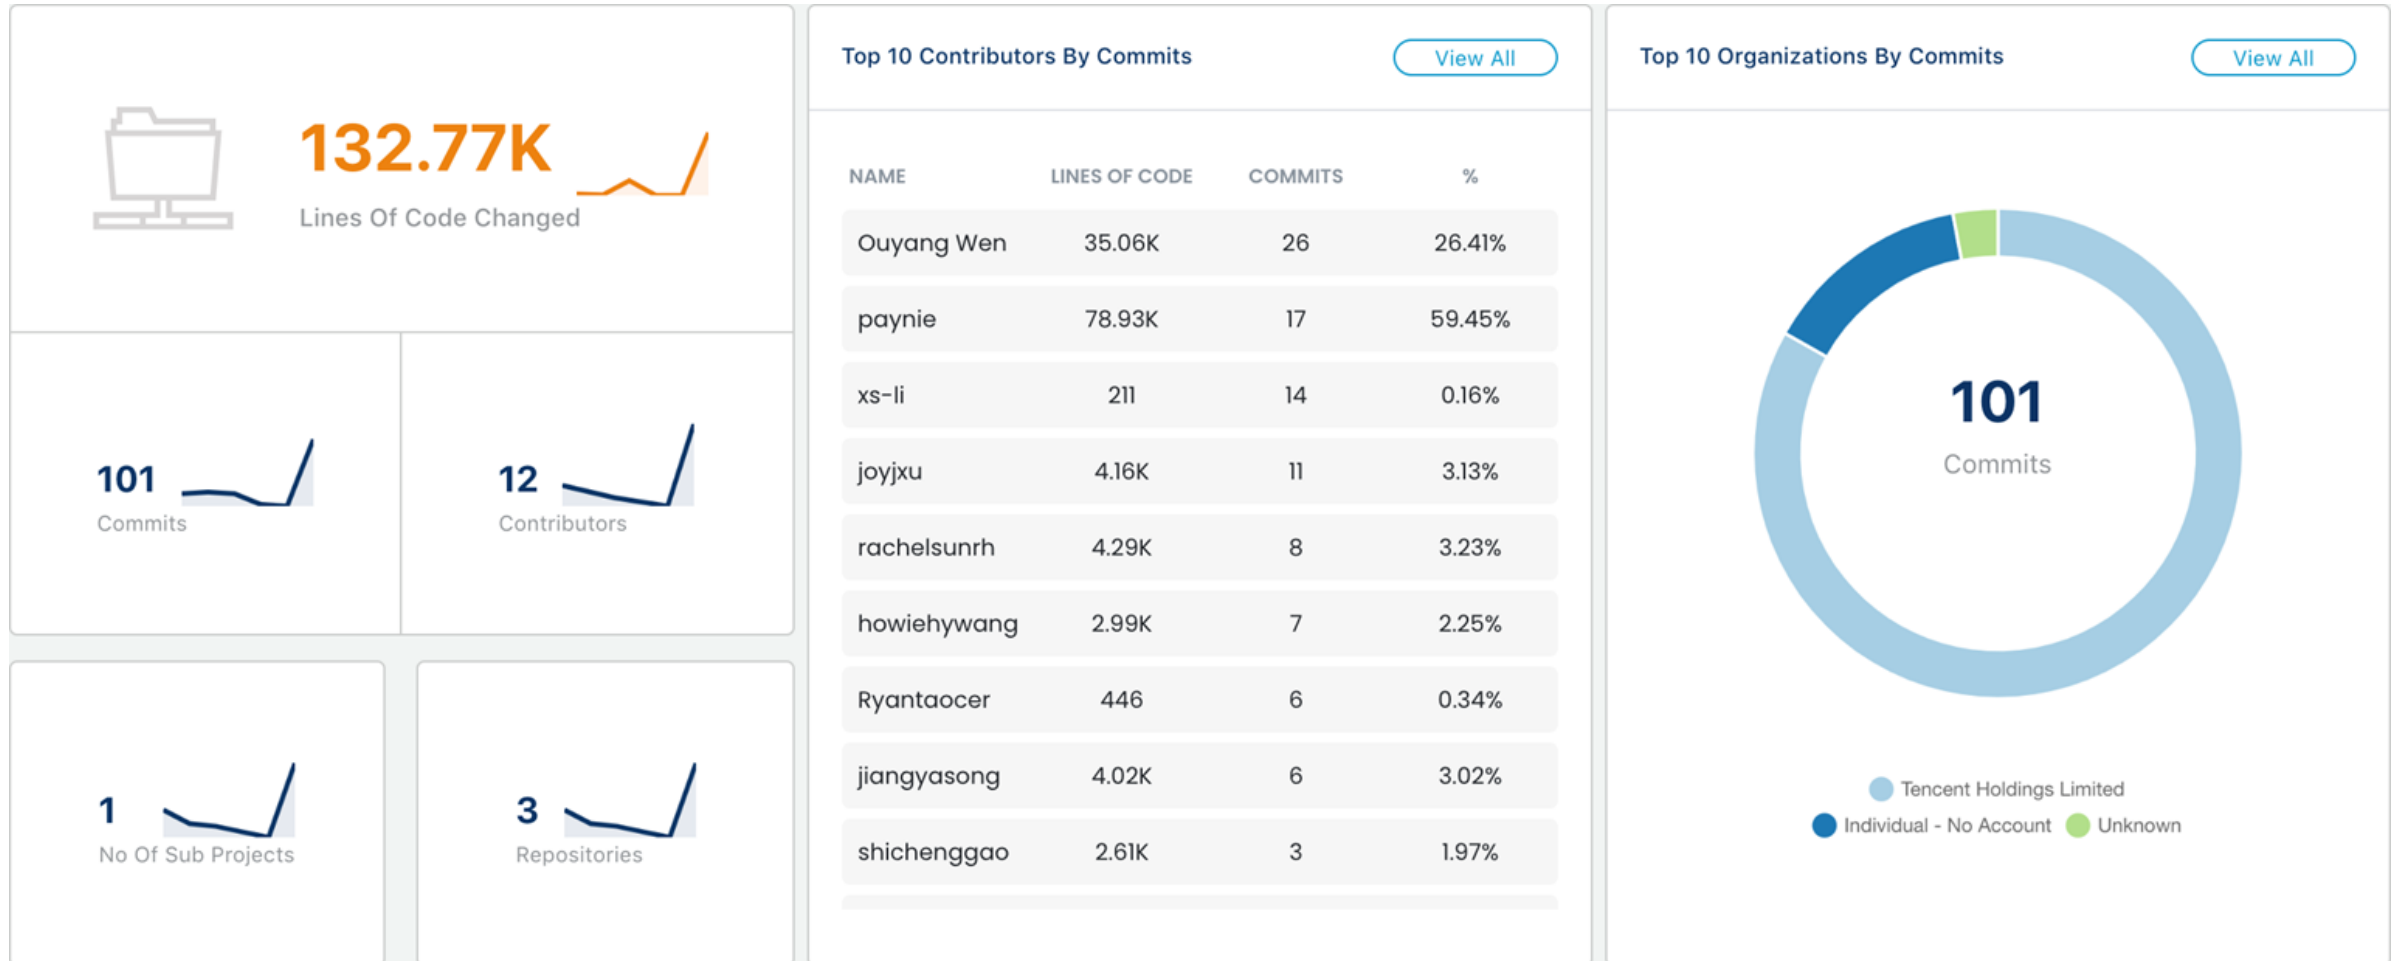 132.77K
Lines Of Code Changed
101
Commits
12
Contributors
1
No Of Sub Projects
3
Repositories
Top 10 Contributors By Commits
View All
NAME LINES OF CODE COMMITS %
Ouyang Wen 35.06K 26 26.41%
paynie 78.93K 17 59.45%
xs-li 211 14 0.16%
joyjxu 4.16K 11 3.13%
rachelsunrh 4.29K 8 3.23%
howiehywang 2.99K 7 2.25%
Ryantaocer 446 6 0.34%
jiangyasong 4.02K 6 3.02%
shichenggao 2.61K 3 1.97%
Top 10 Organizations By Commits
View All
101
Commits
Tencent Holdings Limited
Individual - No Account Unknown